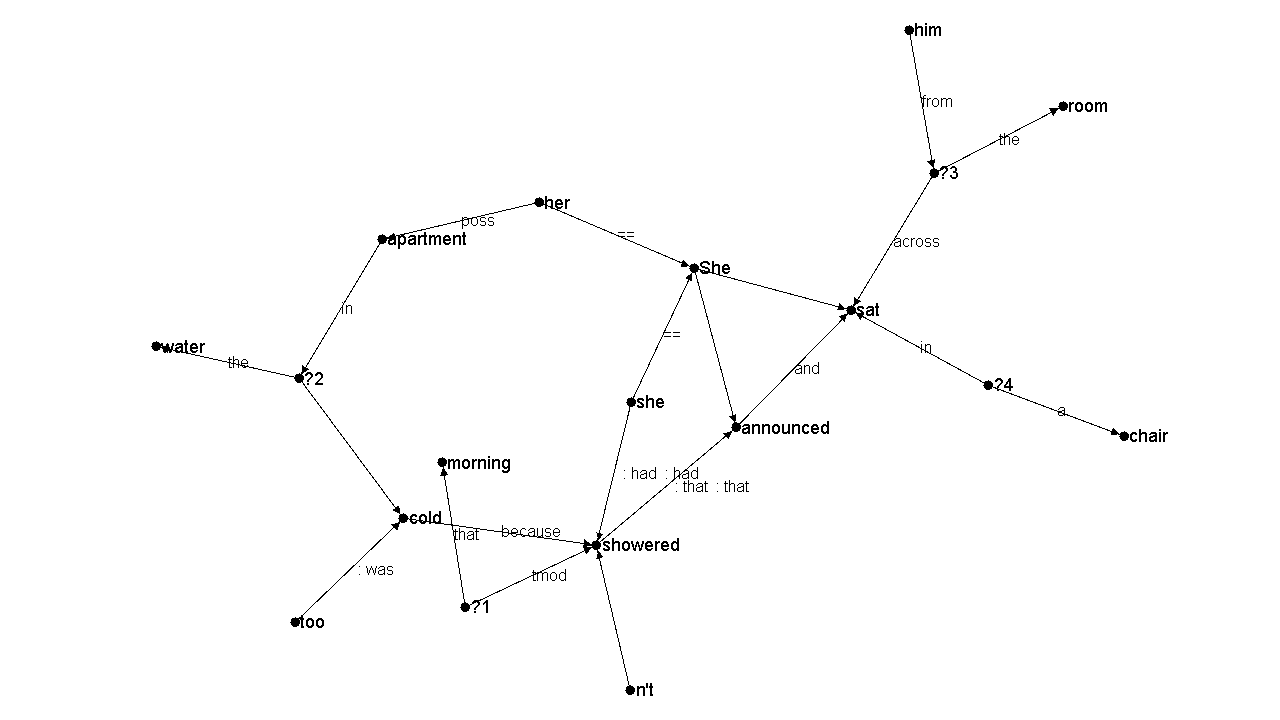 him
from
room
the
?3
her
poss
==
apartment
across
She
in
sat
==
water
the
in
?2
and
?4
she
a
announced
chair
morning
: had : had
: that : that
cold
because
that
showered
: was
tmod
?1
too
n't